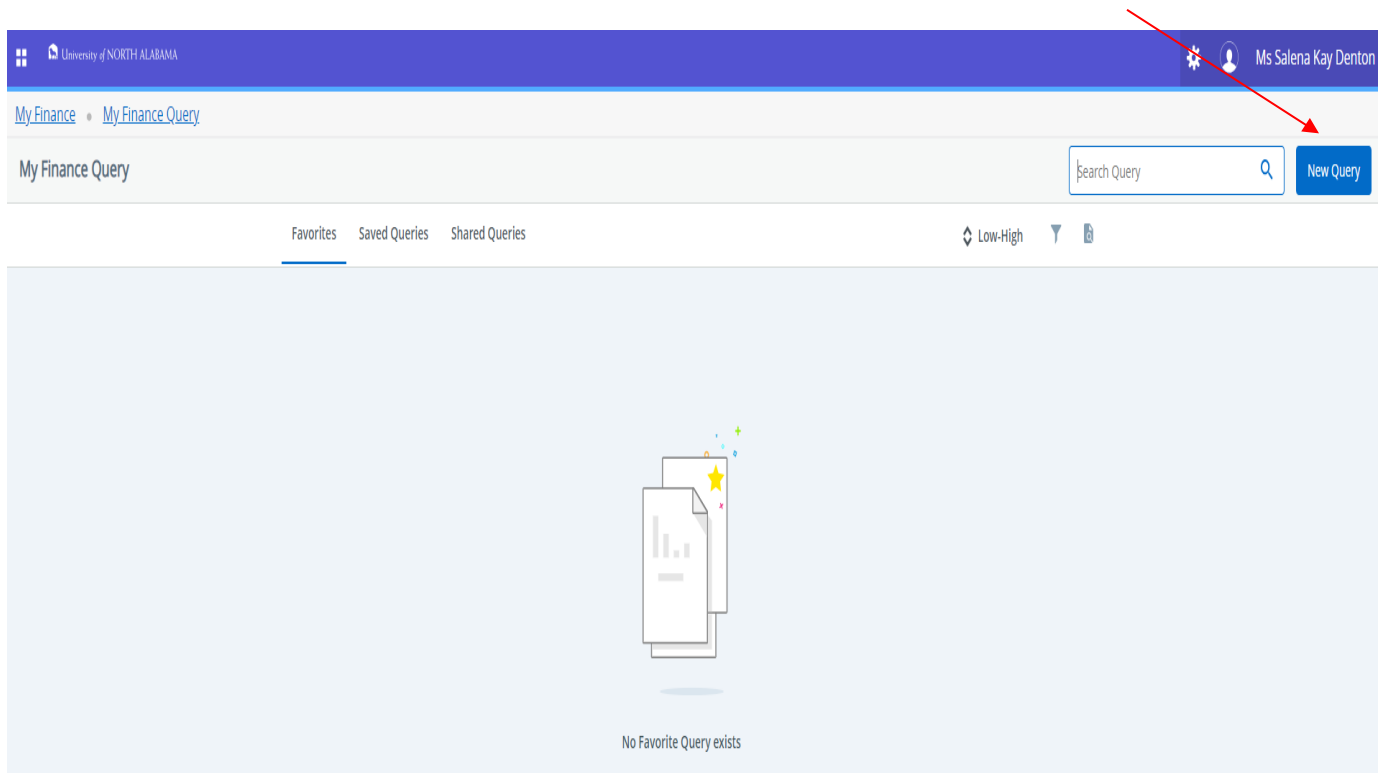 University of NORTH ALABAMA
Ms Salena Kay Denton
My Finance • My Finance Query
My Finance Query
Search Query
New Query
Favorites Saved Queries Shared Queries
Low-High
No Favorite Query exists